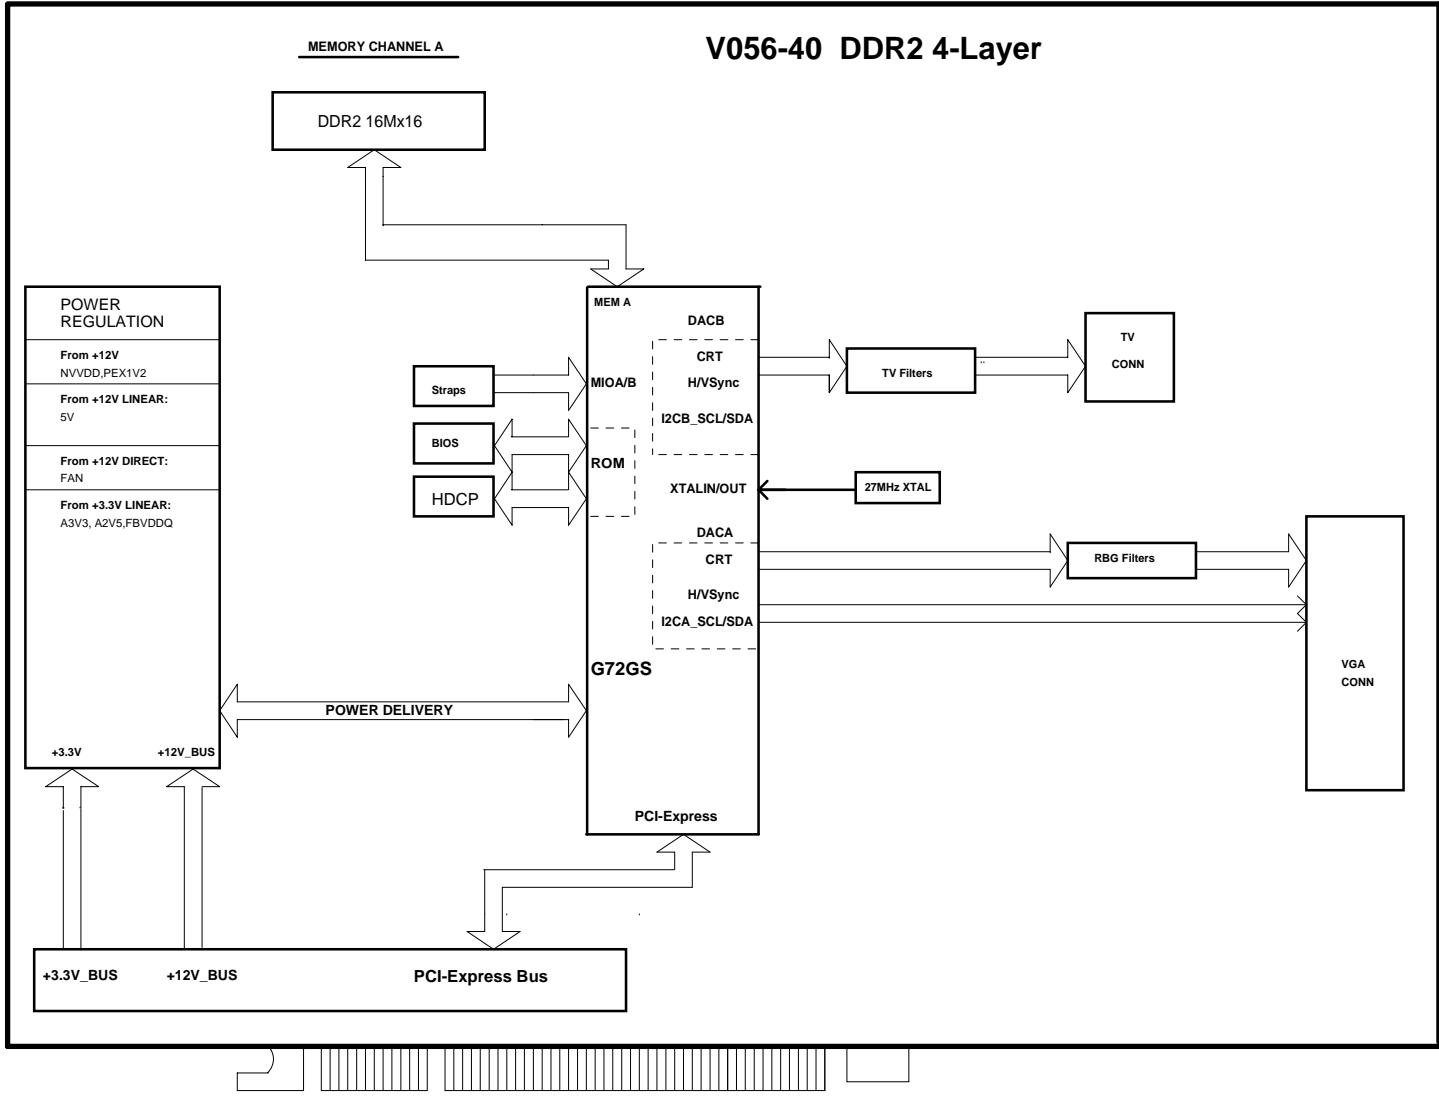 MEMORY CHANNEL A
V056-40 DDR2 4-Layer
DDR2 16Mx16
POWER
REGULATION
From +12V
NVVDD,PEX1V2
From +12V LINEAR:
5V
From +12V DIRECT:
FAN
From +3.3V LINEAR:
A3V3, A2V5,FBVDDQ
+3.3V
+12V_BUS
Straps
BIOS
HDCP
MEM A
MIOA/B
ROM
DACB
CRT
H/VSync
I2CB_SCL/SDA
XTALIN/OUT
DACA
CRT
H/VSync
I2CA_SCL/SDA
G72GS
PCI-Express
TV Filters
TV
CONN
27MHz XTAL
RBG Filters
VGA
CONN
POWER DELIVERY
+3.3V_BUS
+12V_BUS
PCI-Express Bus